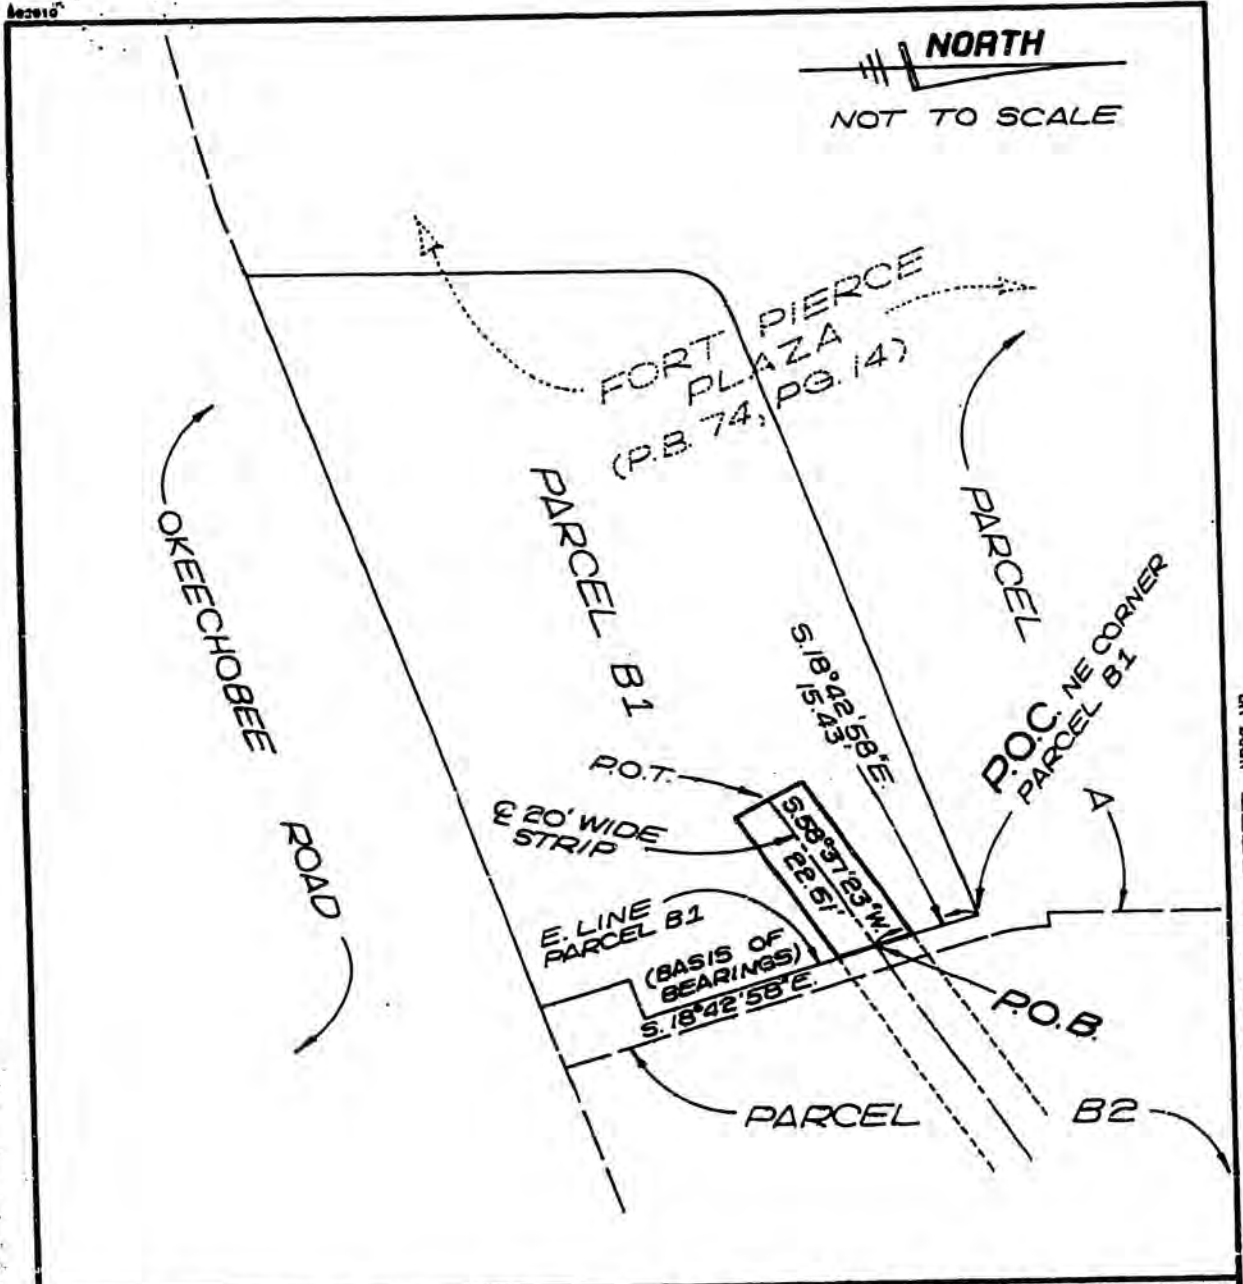 NORTH
NOT TO SCALE
FORT PIERCE
PLAZA
(P.B. 74, PG. 14)
PARCEL B1
PARCEL
OKEECHOBEE
ROAD
S.18°42'58"E.
15.43'
P.O.C. NE CORNER
PARCEL B1
A
P.O.T.
℄ 20' WIDE
STRIP
S.58°37'23"W.
22.61'
E. LINE
PARCEL B1
(BASIS OF
BEARINGS)
S.18°42'58"E.
P.O.B.
PARCEL B2